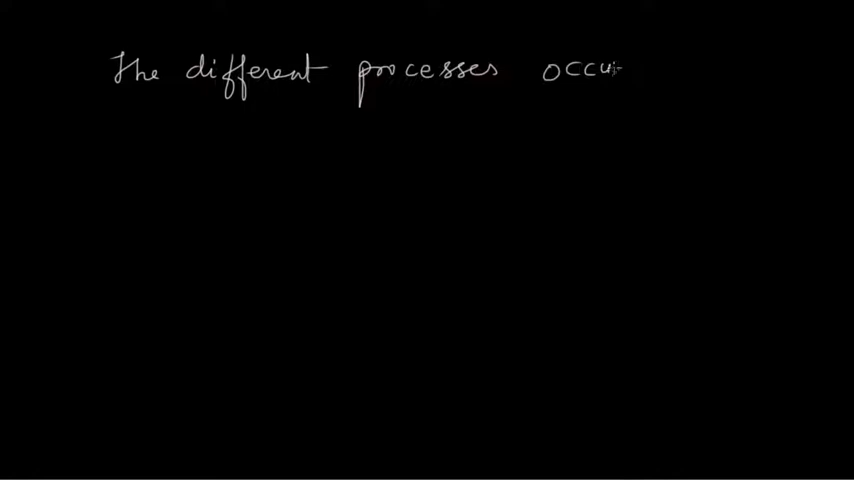 The different processes occu